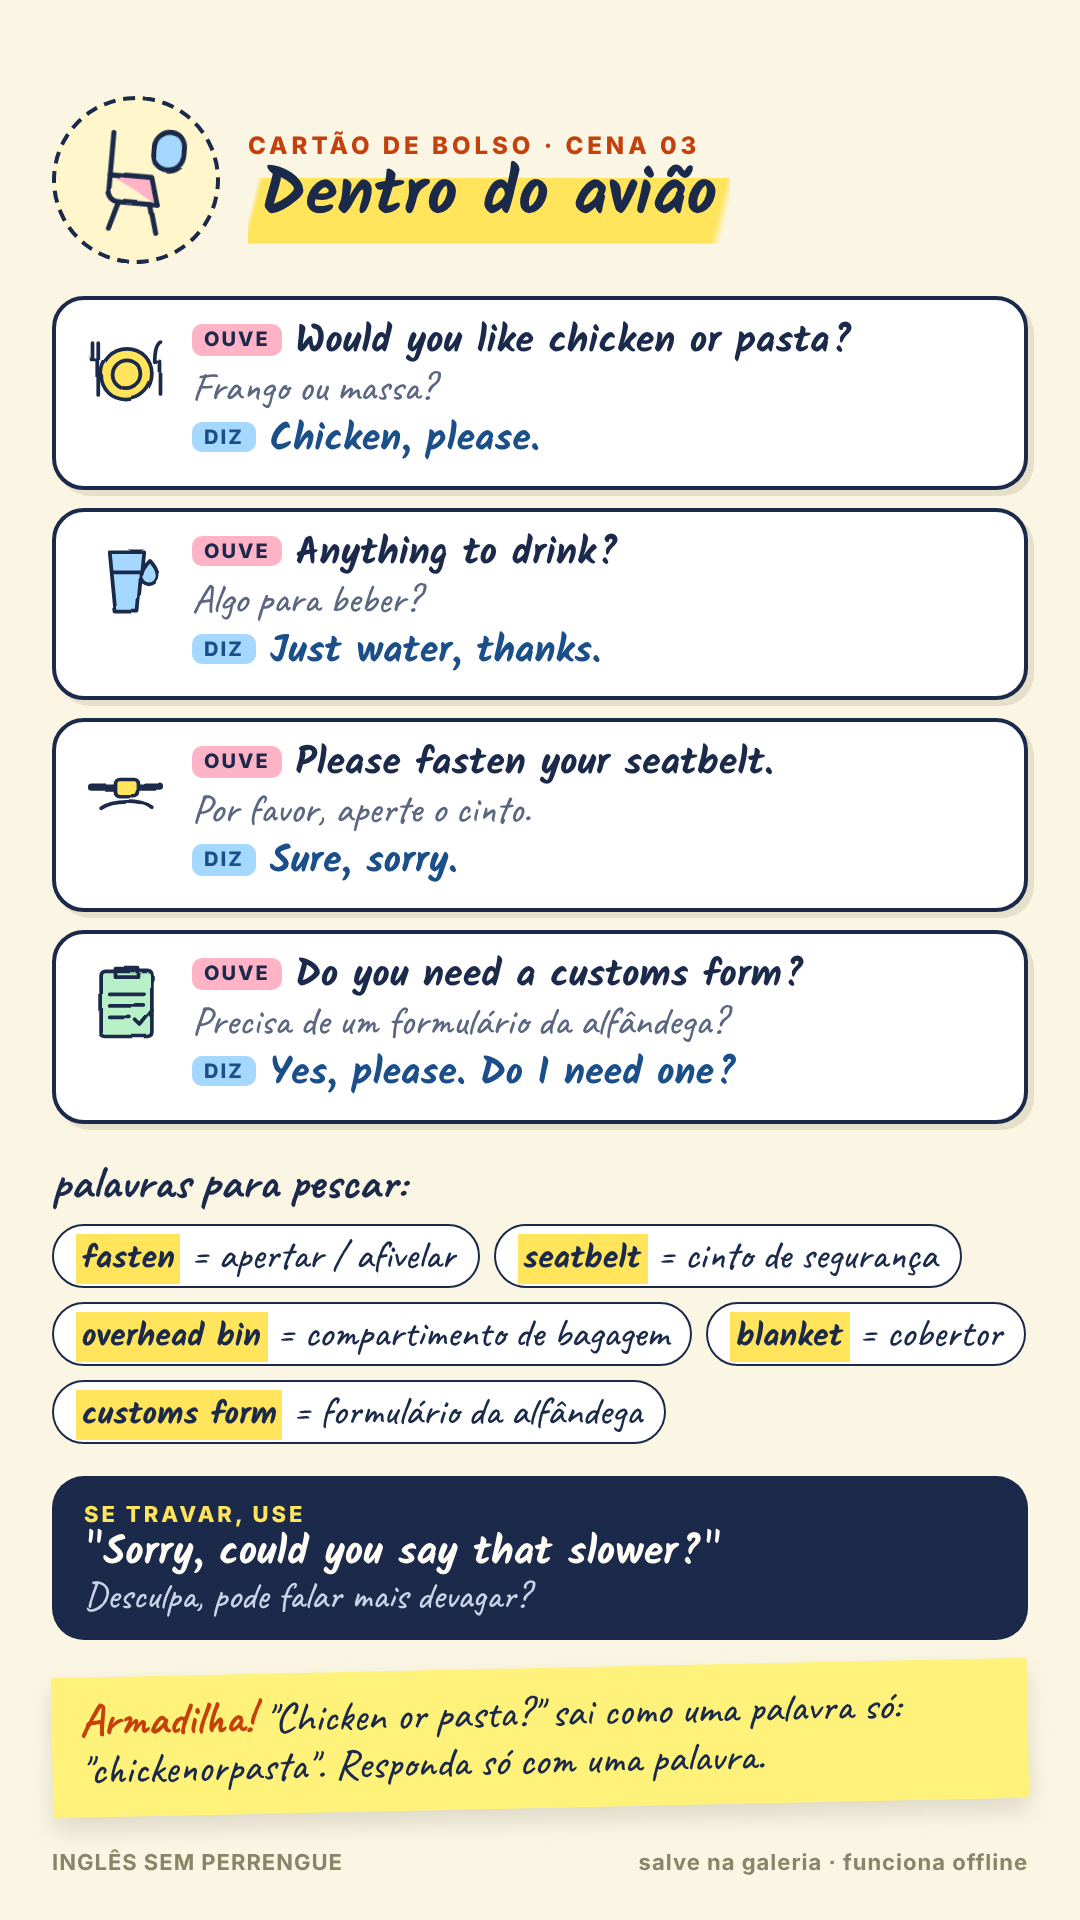 CARTÃO DE BOLSO · CENA 03
Dentro do avião
OUVE Would you like chicken or pasta?
Frango ou massa?
DIZ Chicken, please.
OUVE Anything to drink?
Algo para beber?
DIZ Just water, thanks.
OUVE Please fasten your seatbelt.
Por favor, aperte o cinto.
DIZ Sure, sorry.
OUVE Do you need a customs form?
Precisa de um formulário da alfândega?
DIZ Yes, please. Do I need one?
palavras para pescar:
fasten = apertar / afivelar seatbelt = cinto de segurança
overhead bin = compartimento de bagagem blanket = cobertor
customs form = formulário da alfândega
SE TRAVAR, USE
"Sorry, could you say that slower?"
Desculpa, pode falar mais devagar?
Armadilha! "Chicken or pasta?" sai como uma palavra só:
"chickenorpasta". Responda só com uma palavra.
INGLÊS SEM PERRENGUE salve na galeria · funciona offline